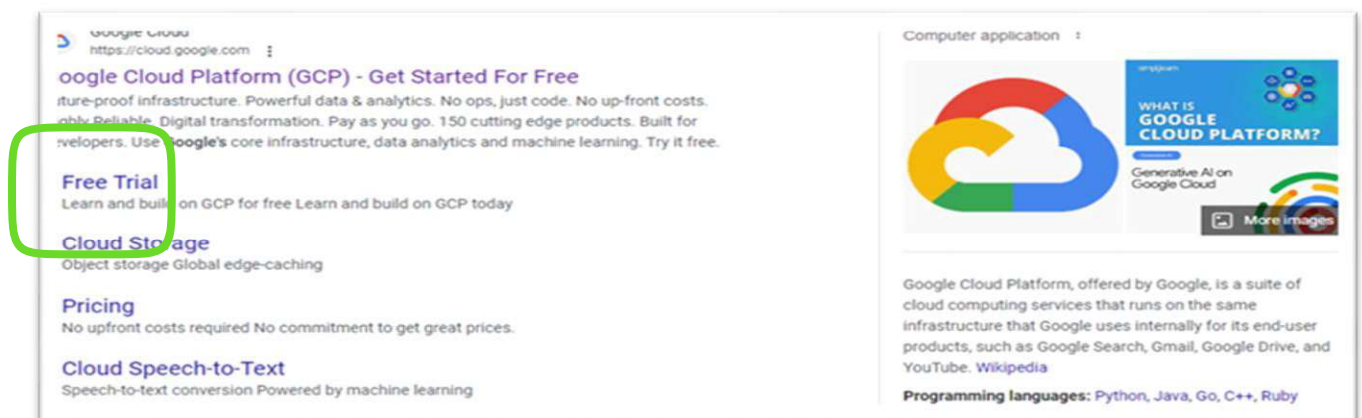 Google Cloud
https://cloud.google.com
oogle Cloud Platform (GCP) - Get Started For Free
ture-proof infrastructure. Powerful data & analytics. No ops, just code. No up-front costs.
ghly Reliable. Digital transformation. Pay as you go. 150 cutting edge products. Built for
velopers. Use Google's core infrastructure, data analytics and machine learning. Try it free.
Free Trial
Learn and build on GCP for free Learn and build on GCP today
Cloud Storage
Object storage Global edge-caching
Pricing
No upfront costs required No commitment to get great prices.
Cloud Speech-to-Text
Speech-to-text conversion Powered by machine learning
Computer application
simplilearn
WHAT IS
GOOGLE
CLOUD PLATFORM?
Generative AI on
Google Cloud
More images
Google Cloud Platform, offered by Google, is a suite of
cloud computing services that runs on the same
infrastructure that Google uses internally for its end-user
products, such as Google Search, Gmail, Google Drive, and
YouTube. Wikipedia
Programming languages: Python, Java, Go, C++, Ruby